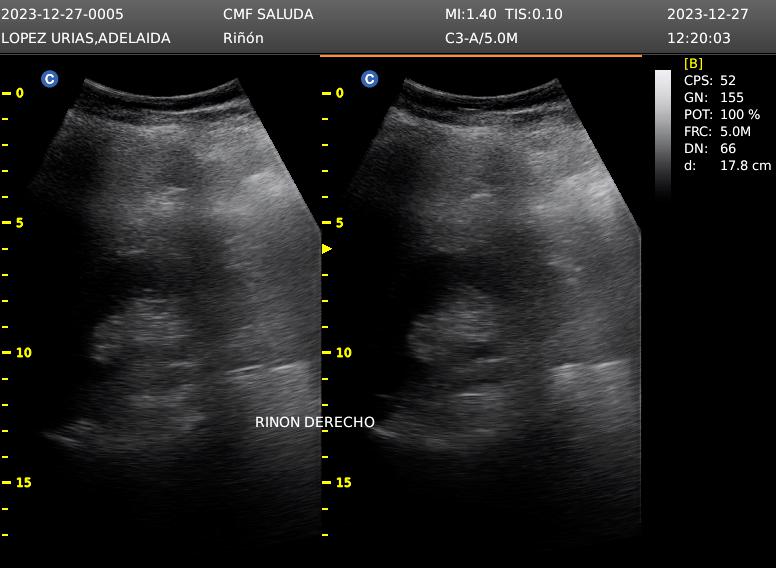 2023-12-27-0005 CMF SALUDA MI:1.40 TIS:0.10 2023-12-27
LOPEZ URIAS,ADELAIDA Riñón C3-A/5.0M 12:20:03
[B]
CPS: 52
GN: 155
POT: 100 %
FRC: 5.0M
DN: 66
d: 17.8 cm
C
C
0
0
5
5
10
10
RINON DERECHO
15
15